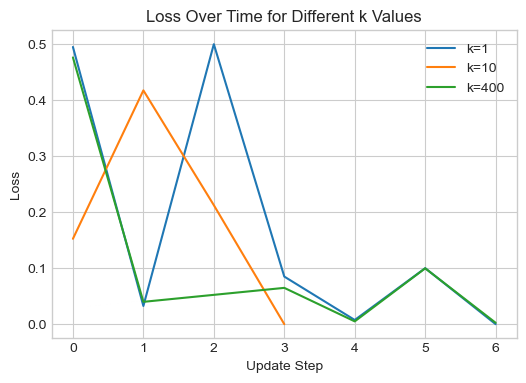 Loss Over Time for Different k Values
k=1
k=10
k=400
0.5
0.4
0.3
0.2
0.1
0.0
Loss
0 1 2 3 4 5 6
Update Step